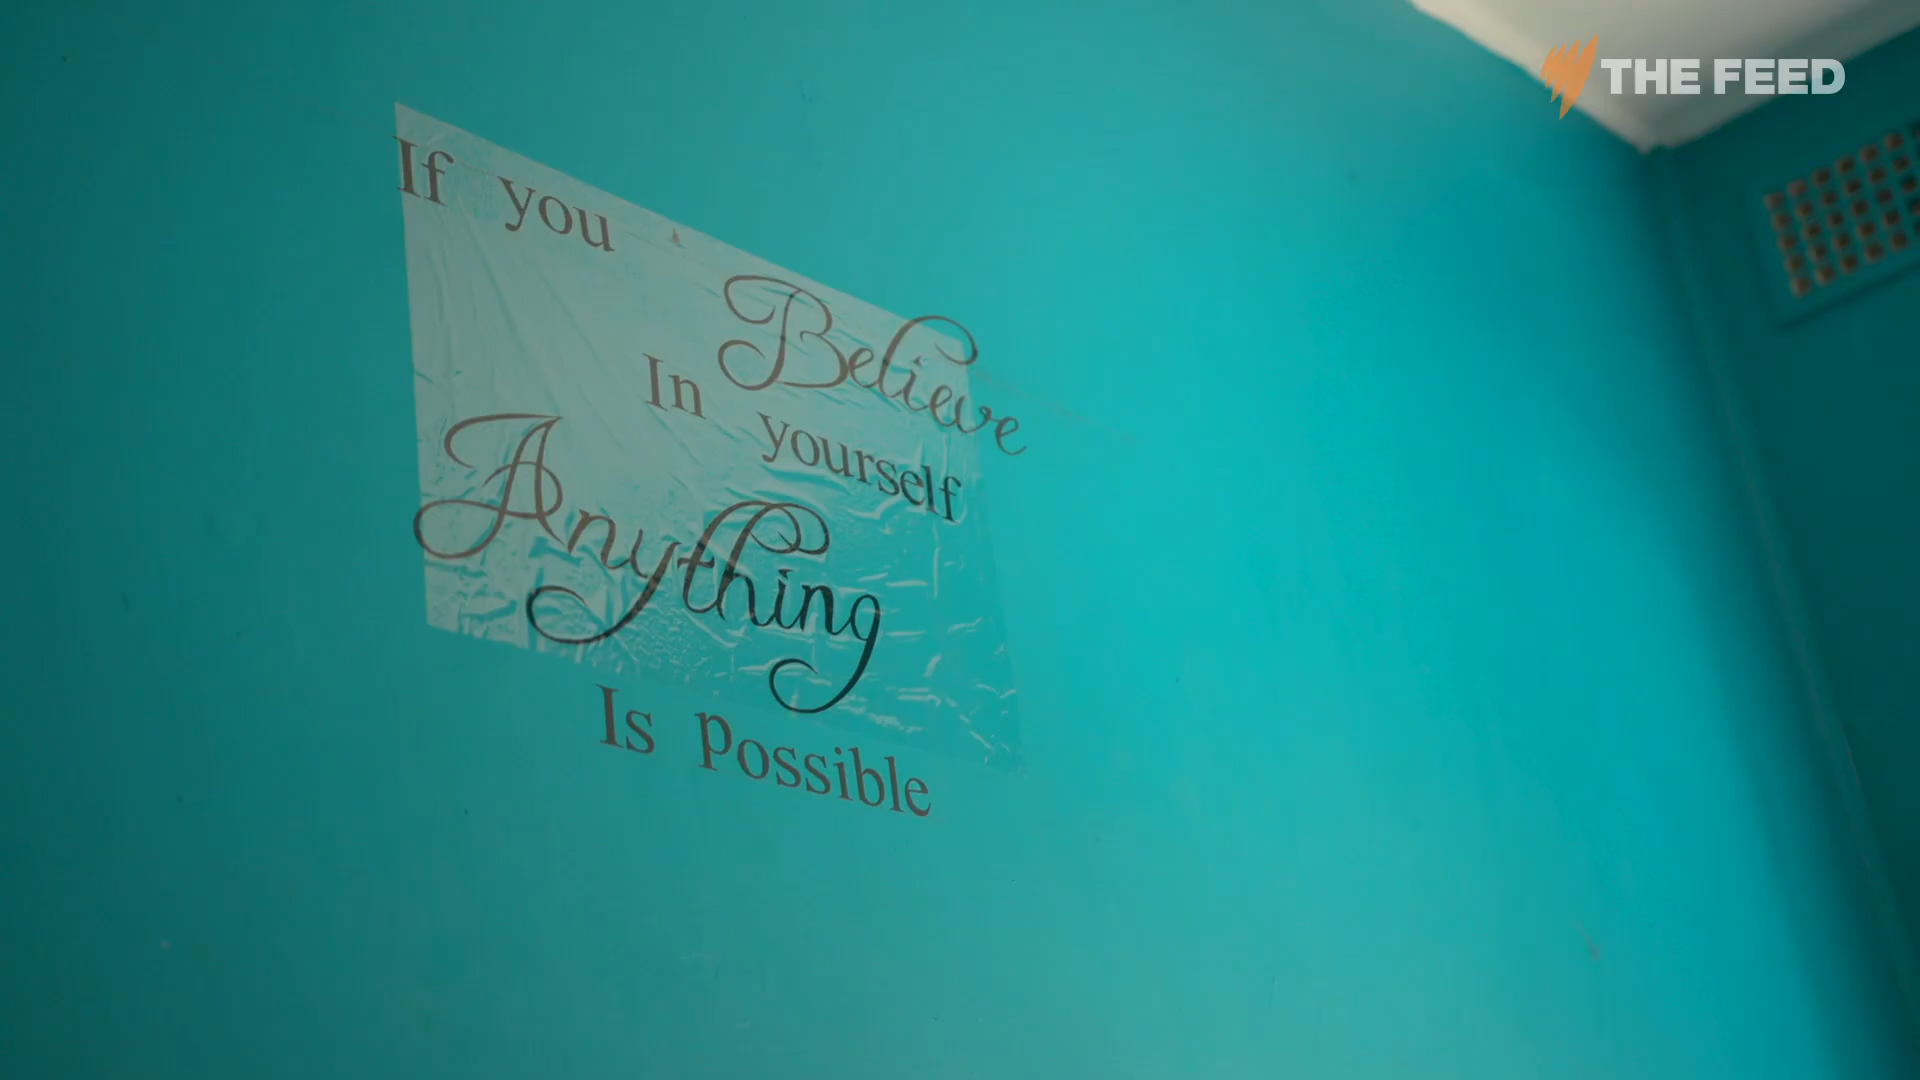 THE FEED
If you
Believe
In yourself
Anything
Is Possible